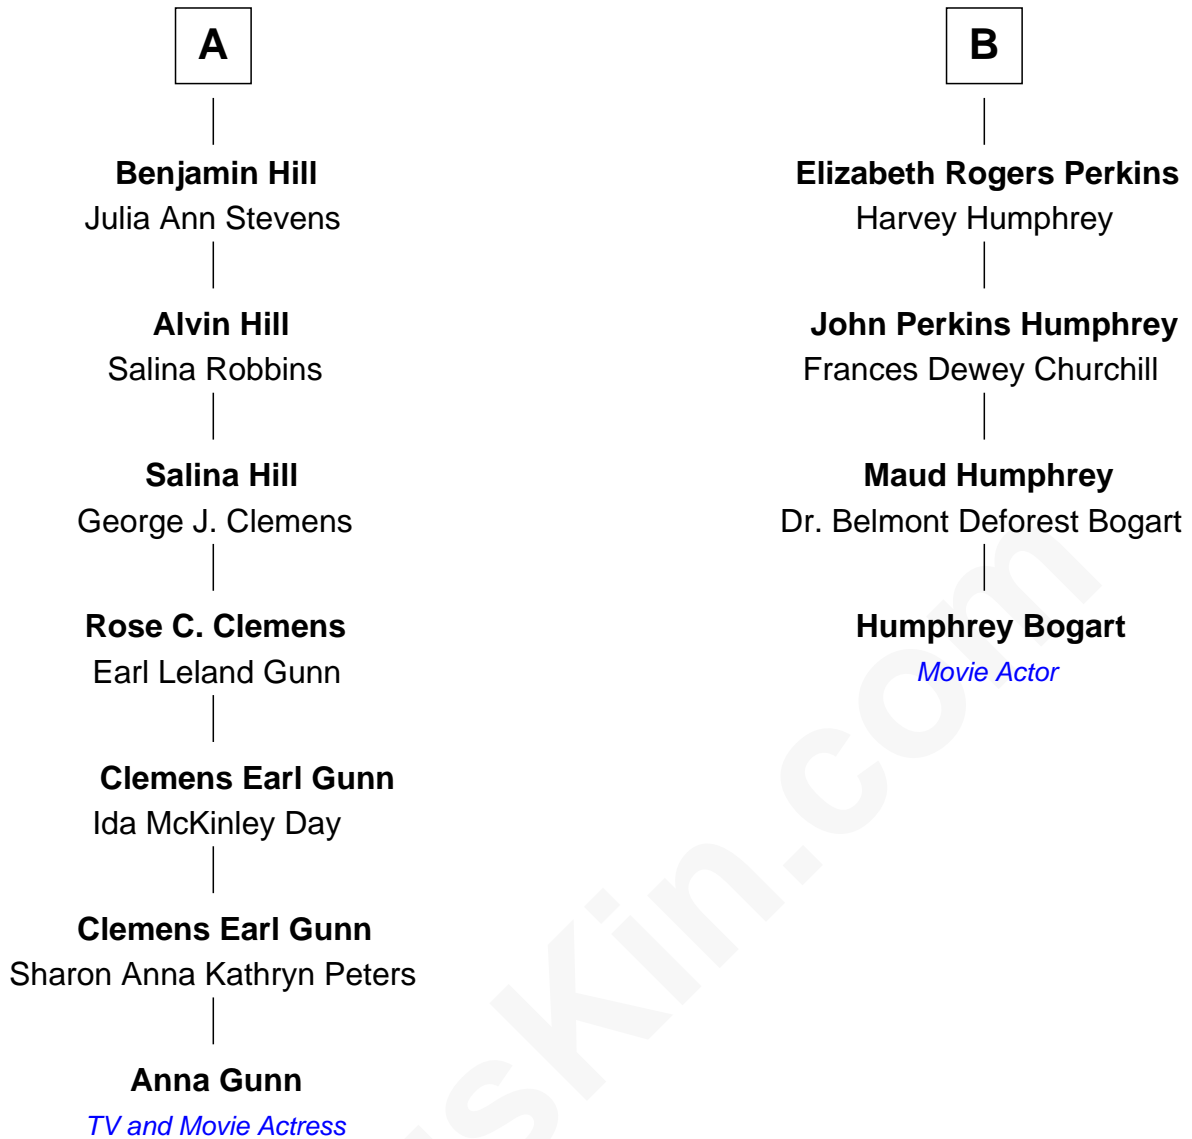 A
Benjamin Hill
Julia Ann Stevens
Alvin Hill
Salina Robbins
Salina Hill
George J. Clemens
Rose C. Clemens
Earl Leland Gunn
Clemens Earl Gunn
Ida McKinley Day
Clemens Earl Gunn
Sharon Anna Kathryn Peters
Anna Gunn
TV and Movie Actress
B
Elizabeth Rogers Perkins
Harvey Humphrey
John Perkins Humphrey
Frances Dewey Churchill
Maud Humphrey
Dr. Belmont Deforest Bogart
Humphrey Bogart
Movie Actor
sKin.com